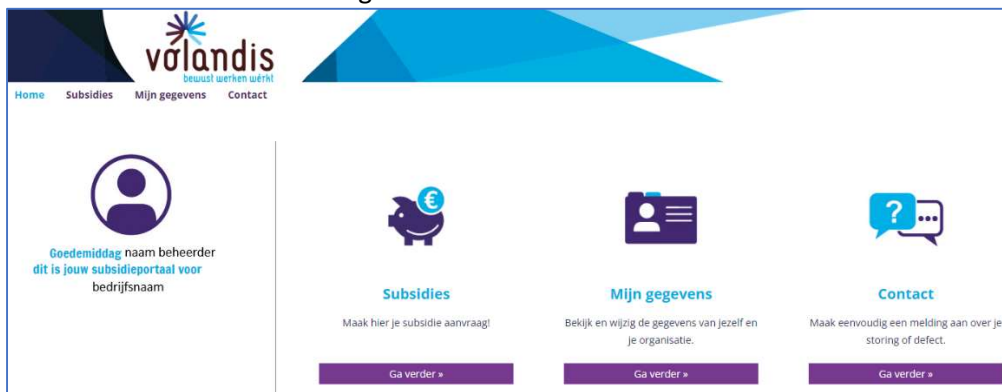 volandis
bewust werken wérkt
Home Subsidies Mijn gegevens Contact
Goedemiddag naam beheerder
dit is jouw subsidieportaal voor
bedrijfsnaam
€
Subsidies
Maak hier je subsidie aanvraag!
Ga verder »
Mijn gegevens
Bekijk en wijzig de gegevens van jezelf en
je organisatie.
Ga verder »
?
Contact
Maak eenvoudig een melding aan over je
storing of defect.
Ga verder »